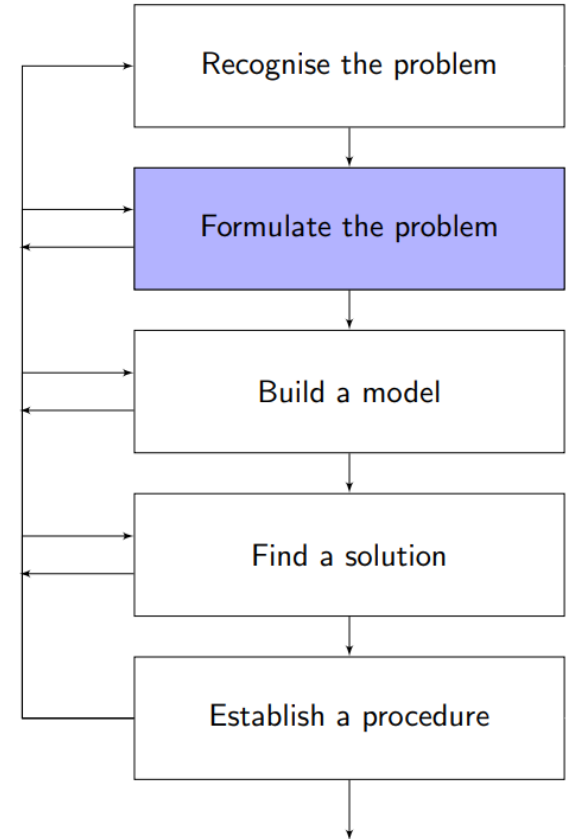 Recognise the problem
Formulate the problem
Build a model
Find a solution
Establish a procedure